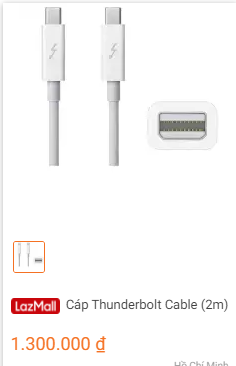 LazMall Cáp Thunderbolt Cable (2m)
1.300.000 ₫
Hồ Chí Minh